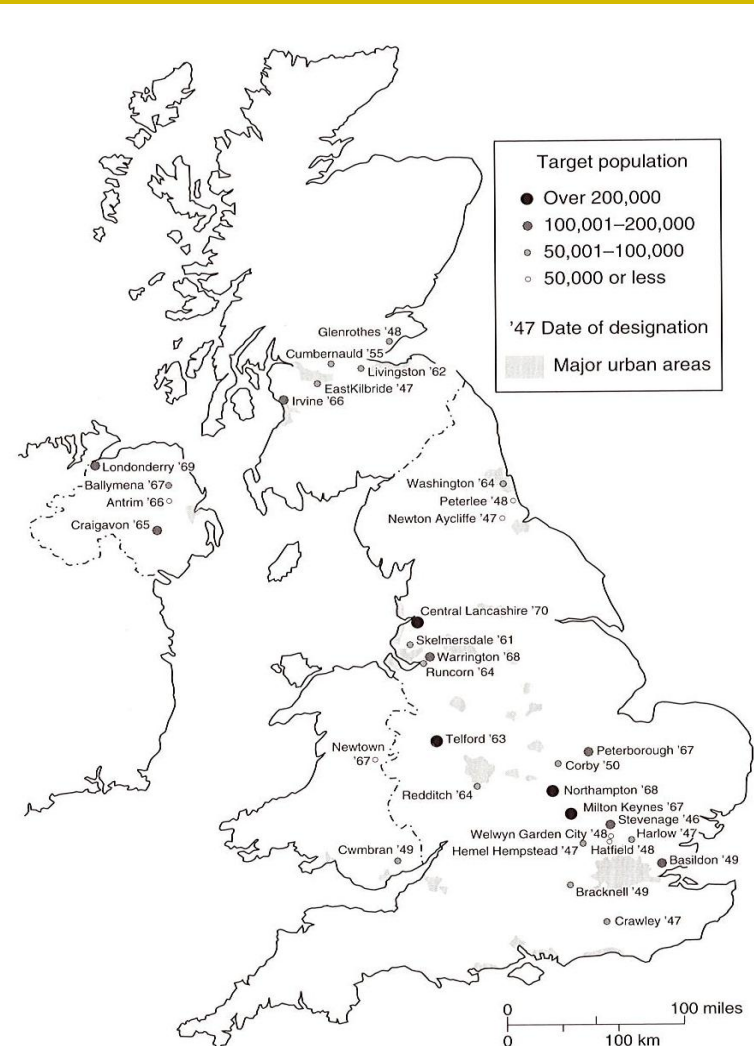 Target population
Over 200,000
100,001–200,000
50,001–100,000
50,000 or less
'47 Date of designation
Major urban areas
Glenrothes '48
Cumbernauld '55
Livingston '62
EastKilbride '47
Irvine '66
Londonderry '69
Ballymena '67
Antrim '66
Craigavon '65
Washington '64
Peterlee '48
Newton Aycliffe '47
Central Lancashire '70
Skelmersdale '61
Warrington '68
Runcorn '64
Telford '63
Newtown
'67
Peterborough '67
Corby '50
Redditch '64
Northampton '68
Milton Keynes '67
Stevenage '46
Welwyn Garden City '48
Harlow '47
Hemel Hempstead '47
Hatfield '48
Cwmbran '49
Basildon '49
Bracknell '49
Crawley '47
0 100 miles
0 100 km